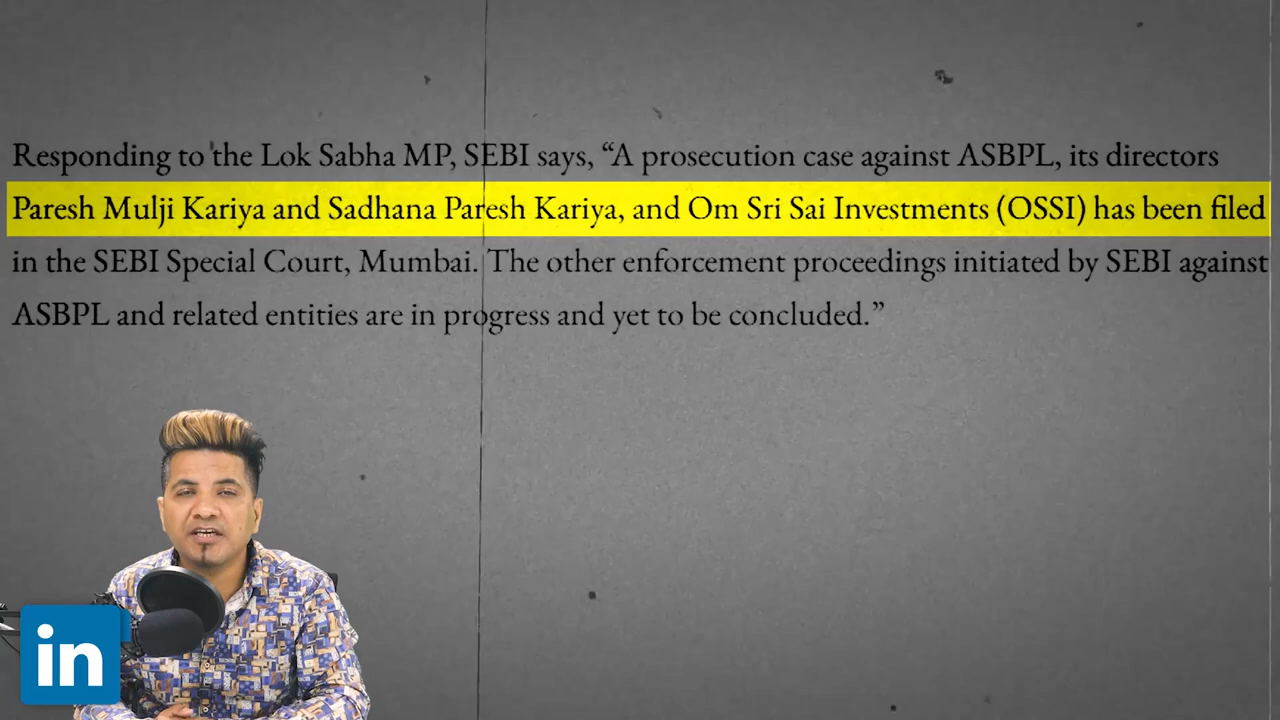 Responding to the Lok Sabha MP, SEBI says, “A prosecution case against ASBPL, its directors
Paresh Mulji Kariya and Sadhana Paresh Kariya, and Om Sri Sai Investments (OSSI) has been filed
in the SEBI Special Court, Mumbai. The other enforcement proceedings initiated by SEBI against
ASBPL and related entities are in progress and yet to be concluded.”
in